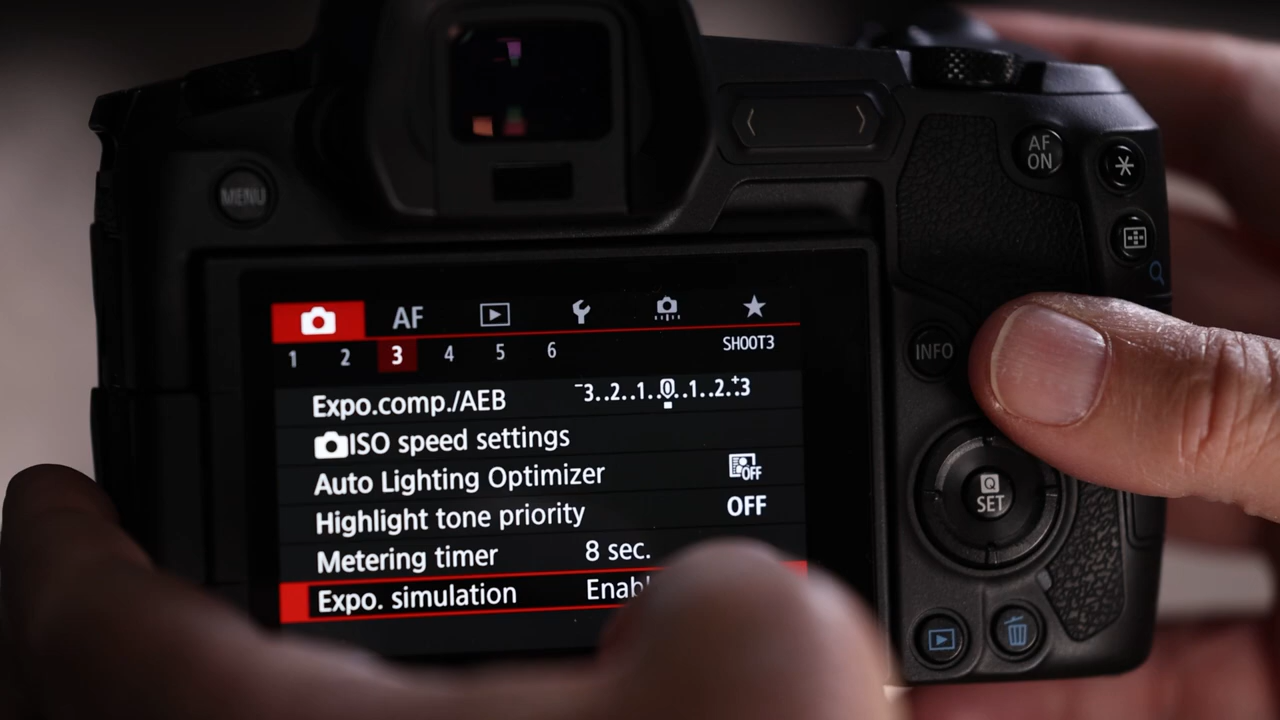 MENU
AF
ON
AF
1 2 3 4 5 6 SHOOT3
Expo.comp./AEB -3..2..1..0..1..2.+3
ISO speed settings
Auto Lighting Optimizer OFF
Highlight tone priority OFF
Metering timer 8 sec.
Expo. simulation
INFO
Q
SET